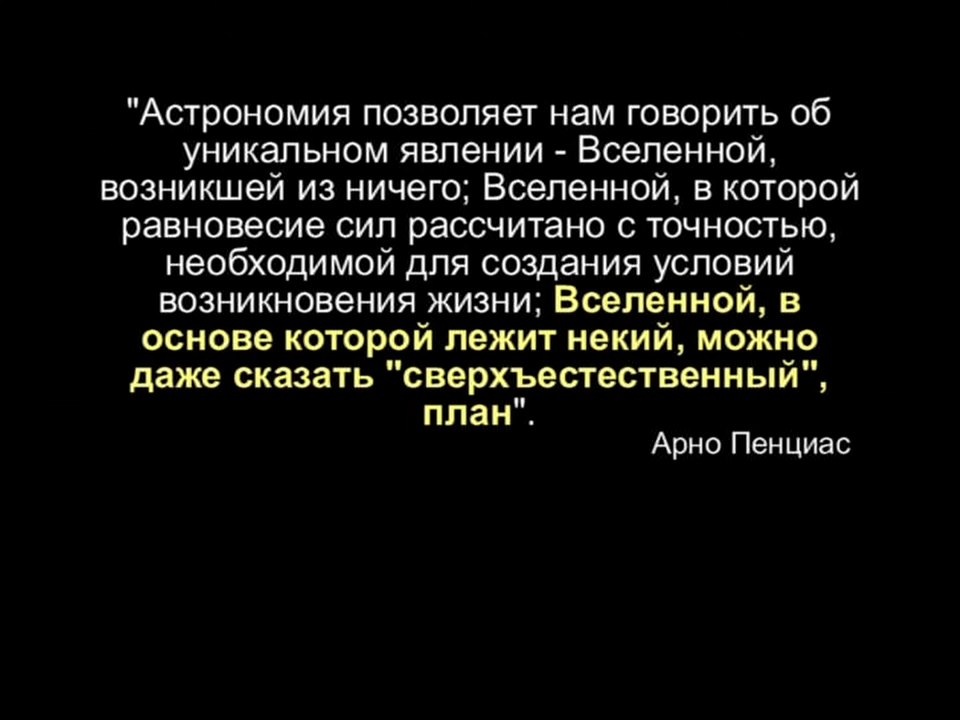 "Астрономия позволяет нам говорить об
уникальном явлении - Вселенной,
возникшей из ничего; Вселенной, в которой
равновесие сил рассчитано с точностью,
необходимой для создания условий
возникновения жизни; Вселенной, в
основе которой лежит некий, можно
даже сказать "сверхъестественный",
план".
Арно Пенциас